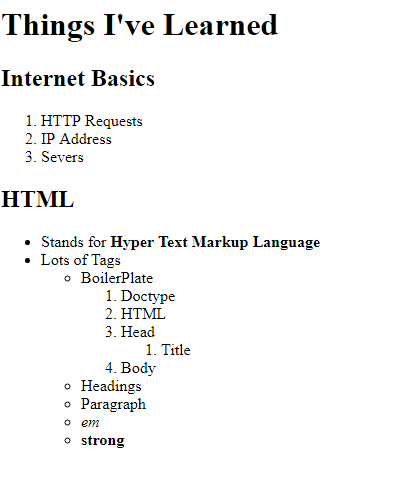 Things I've Learned
Internet Basics
1. HTTP Requests
2. IP Address
3. Severs
HTML
• Stands for Hyper Text Markup Language
• Lots of Tags
◦ BoilerPlate
1. Doctype
2. HTML
3. Head
1. Title
4. Body
◦ Headings
◦ Paragraph
◦ em
◦ strong